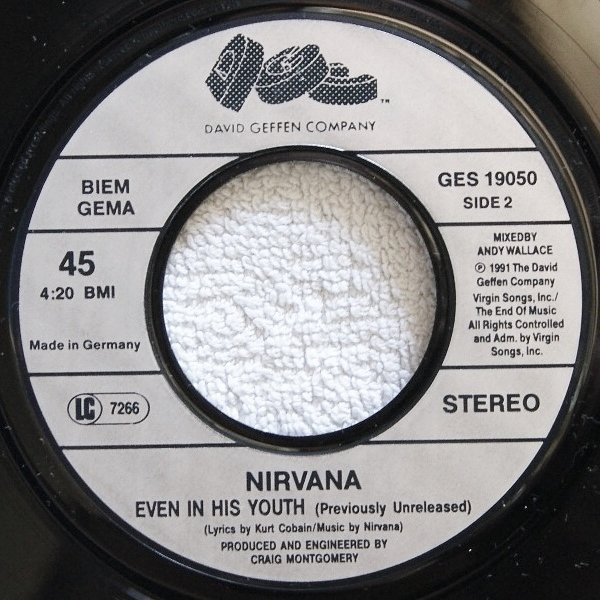 DGC
™
DAVID GEFFEN COMPANY
BIEM
GEMA
GES 19050
SIDE 2
45
4:20 BMI
Made in Germany
MIXEDBY
ANDY WALLACE
℗ 1991 The David
Geffen Company
Virgin Songs, Inc./
The End Of Music
All Rights Controlled
and Adm. by Virgin
Songs, Inc.
LC 7266
STEREO
NIRVANA
EVEN IN HIS YOUTH (Previously Unreleased)
(Lyrics by Kurt Cobain/Music by Nirvana)
PRODUCED AND ENGINEERED BY
CRAIG MONTGOMERY